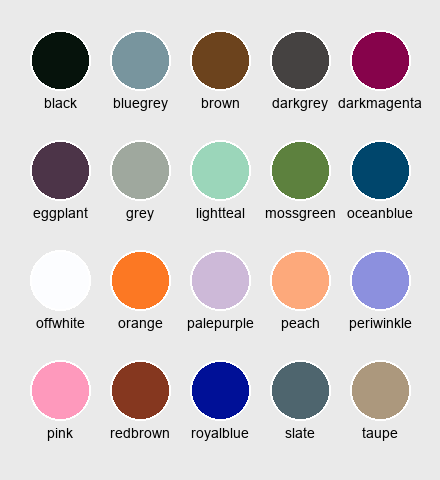 black bluegrey brown darkgrey darkmagenta
eggplant grey lightteal mossgreen oceanblue
offwhite orange palepurple peach periwinkle
pink redbrown royalblue slate taupe